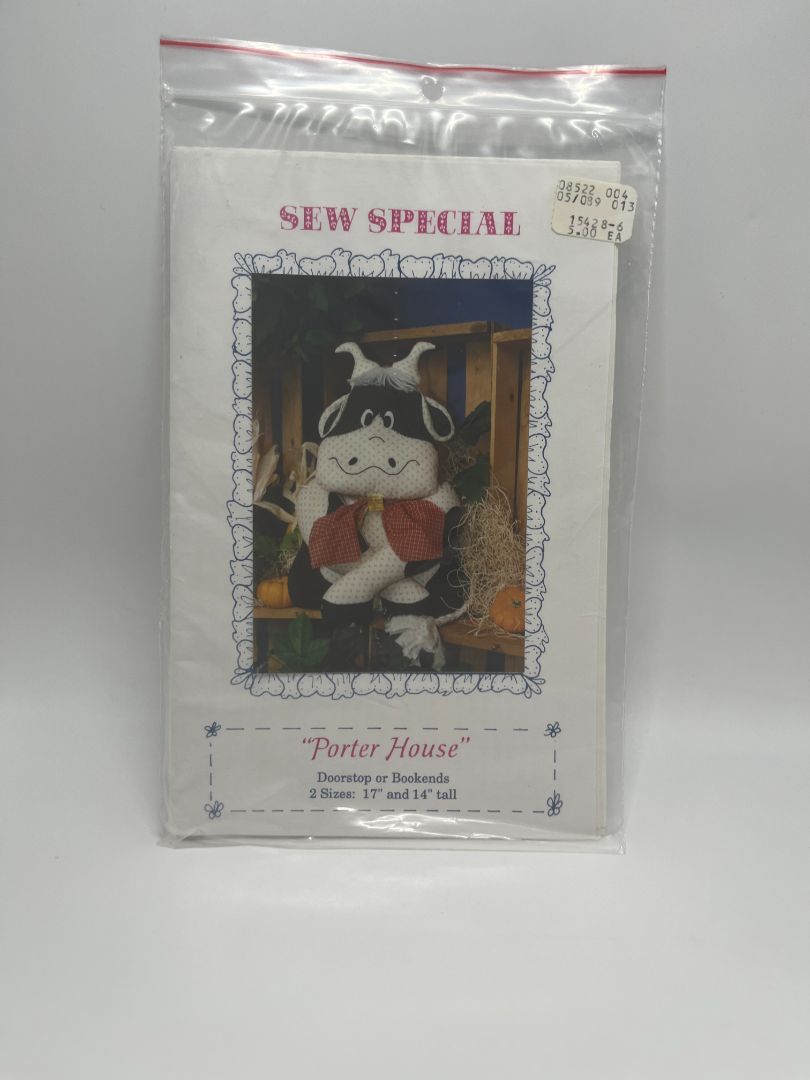 SEW SPECIAL
08522 004
05/089 013
15428-6
5.00 EA
"Porter House"
Doorstop or Bookends
2 Sizes: 17" and 14" tall